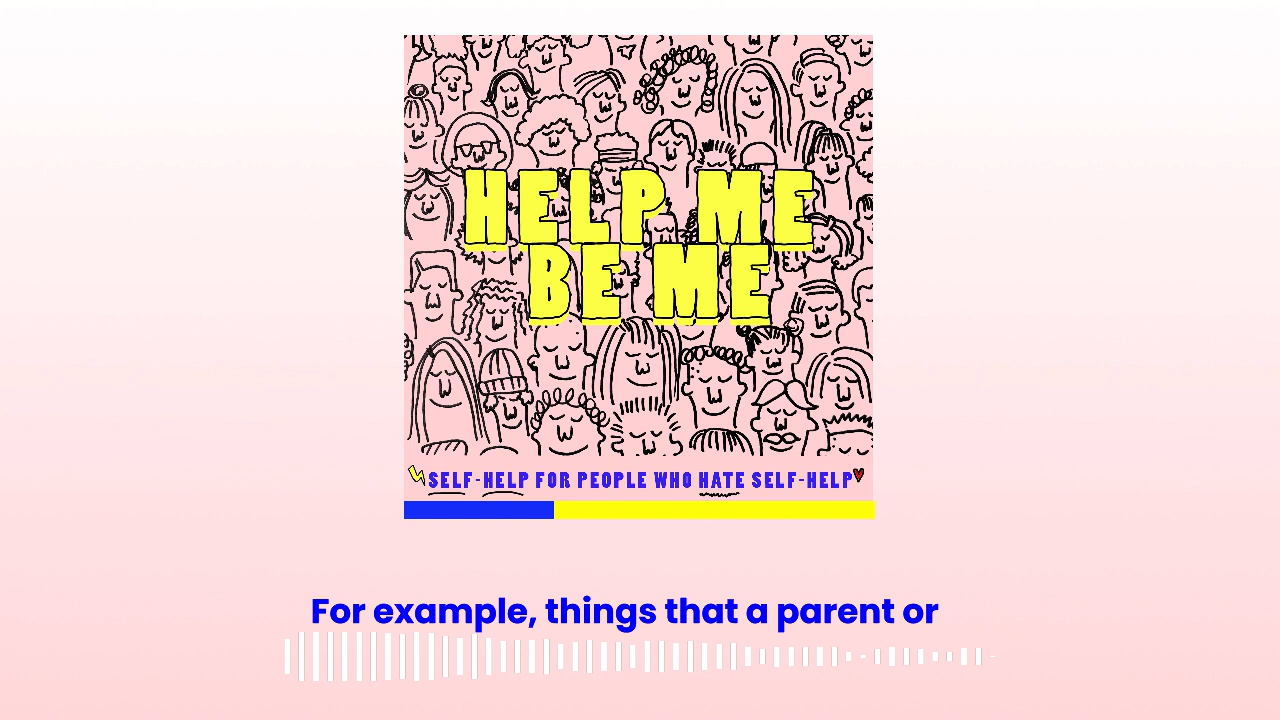 HELP ME
BE ME
SELF-HELP FOR PEOPLE WHO HATE SELF-HELP
For example, things that a parent or